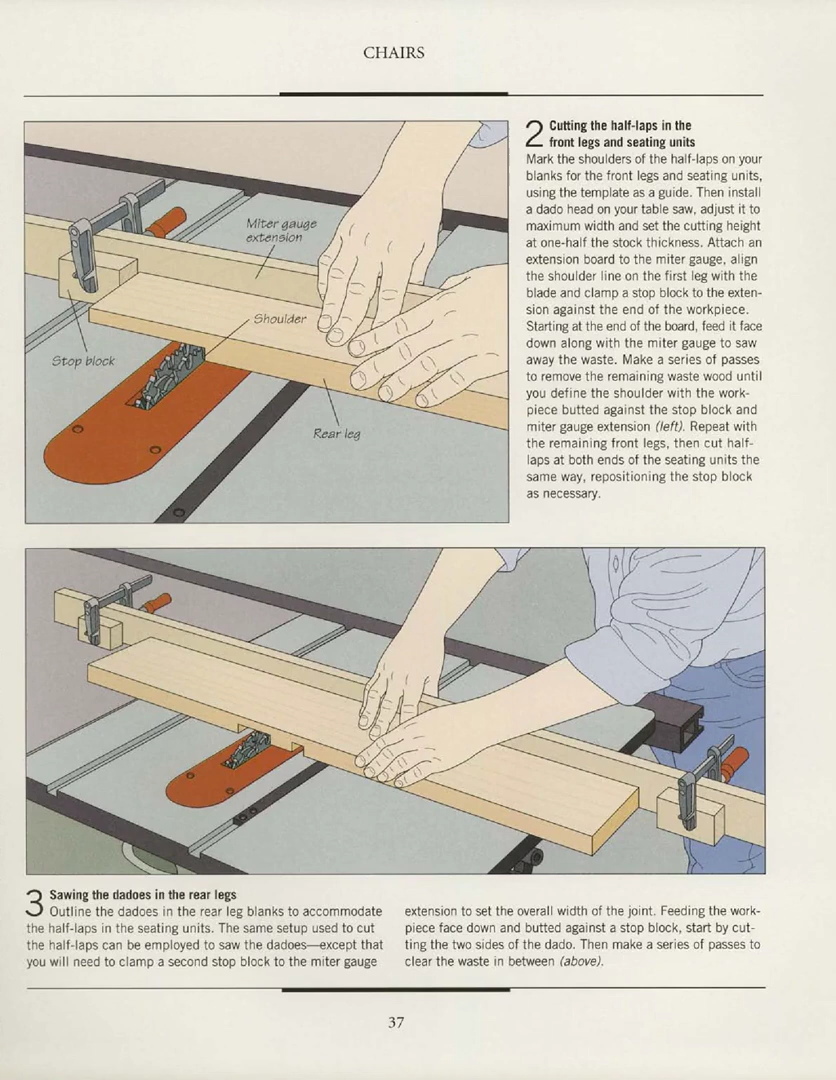 CHAIRS
Miter gauge
extension
Shoulder
Stop block
Rear leg
2 Cutting the half-laps in the
front legs and seating units
Mark the shoulders of the half-laps on your
blanks for the front legs and seating units,
using the template as a guide. Then install
a dado head on your table saw, adjust it to
maximum width and set the cutting height
at one-half the stock thickness. Attach an
extension board to the miter gauge, align
the shoulder line on the first leg with the
blade and clamp a stop block to the exten-
sion against the end of the workpiece.
Starting at the end of the board, feed it face
down along with the miter gauge to saw
away the waste. Make a series of passes
to remove the remaining waste wood until
you define the shoulder with the work-
piece butted against the stop block and
miter gauge extension (left). Repeat with
the remaining front legs, then cut half-
laps at both ends of the seating units the
same way, repositioning the stop block
as necessary.
3 Sawing the dadoes in the rear legs
Outline the dadoes in the rear leg blanks to accommodate
the half-laps in the seating units. The same setup used to cut
the half-laps can be employed to saw the dadoes—except that
you will need to clamp a second stop block to the miter gauge
extension to set the overall width of the joint. Feeding the work-
piece face down and butted against a stop block, start by cut-
ting the two sides of the dado. Then make a series of passes to
clear the waste in between (above).
37